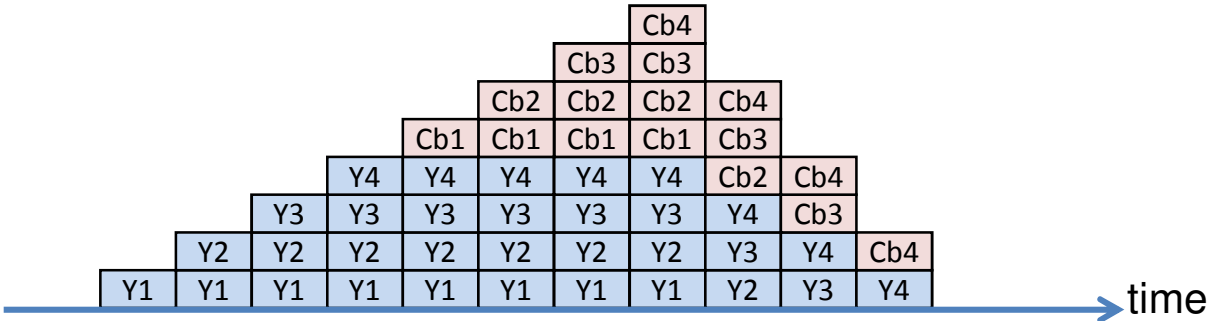 Cb4
Cb3 Cb3
Cb2 Cb2 Cb2 Cb4
Cb1 Cb1 Cb1 Cb1 Cb3
Y4 Y4 Y4 Y4 Y4 Cb2 Cb4
Y3 Y3 Y3 Y3 Y3 Y3 Y4 Cb3
Y2 Y2 Y2 Y2 Y2 Y2 Y2 Y3 Y4 Cb4
Y1 Y1 Y1 Y1 Y1 Y1 Y1 Y1 Y2 Y3 Y4
time